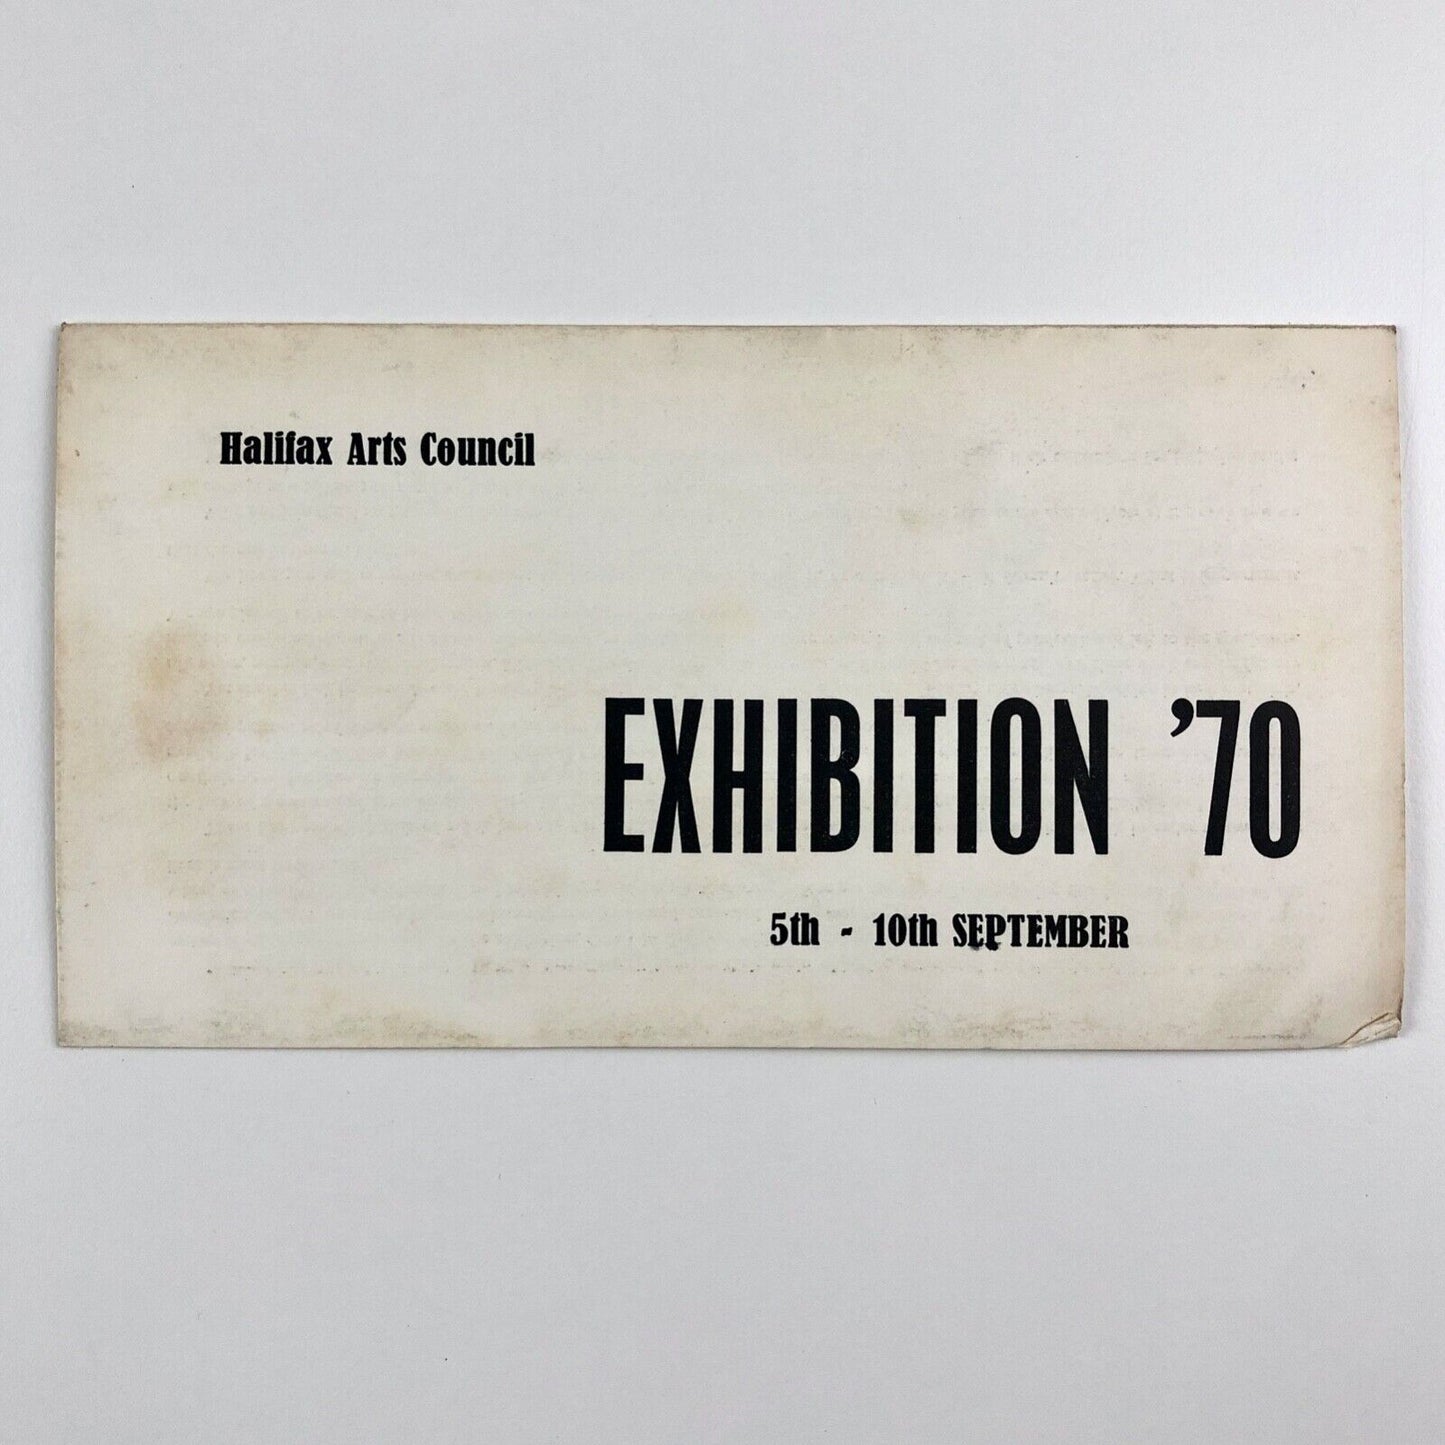 Halifax Arts Council
EXHIBITION ’70
5th - 10th SEPTEMBER